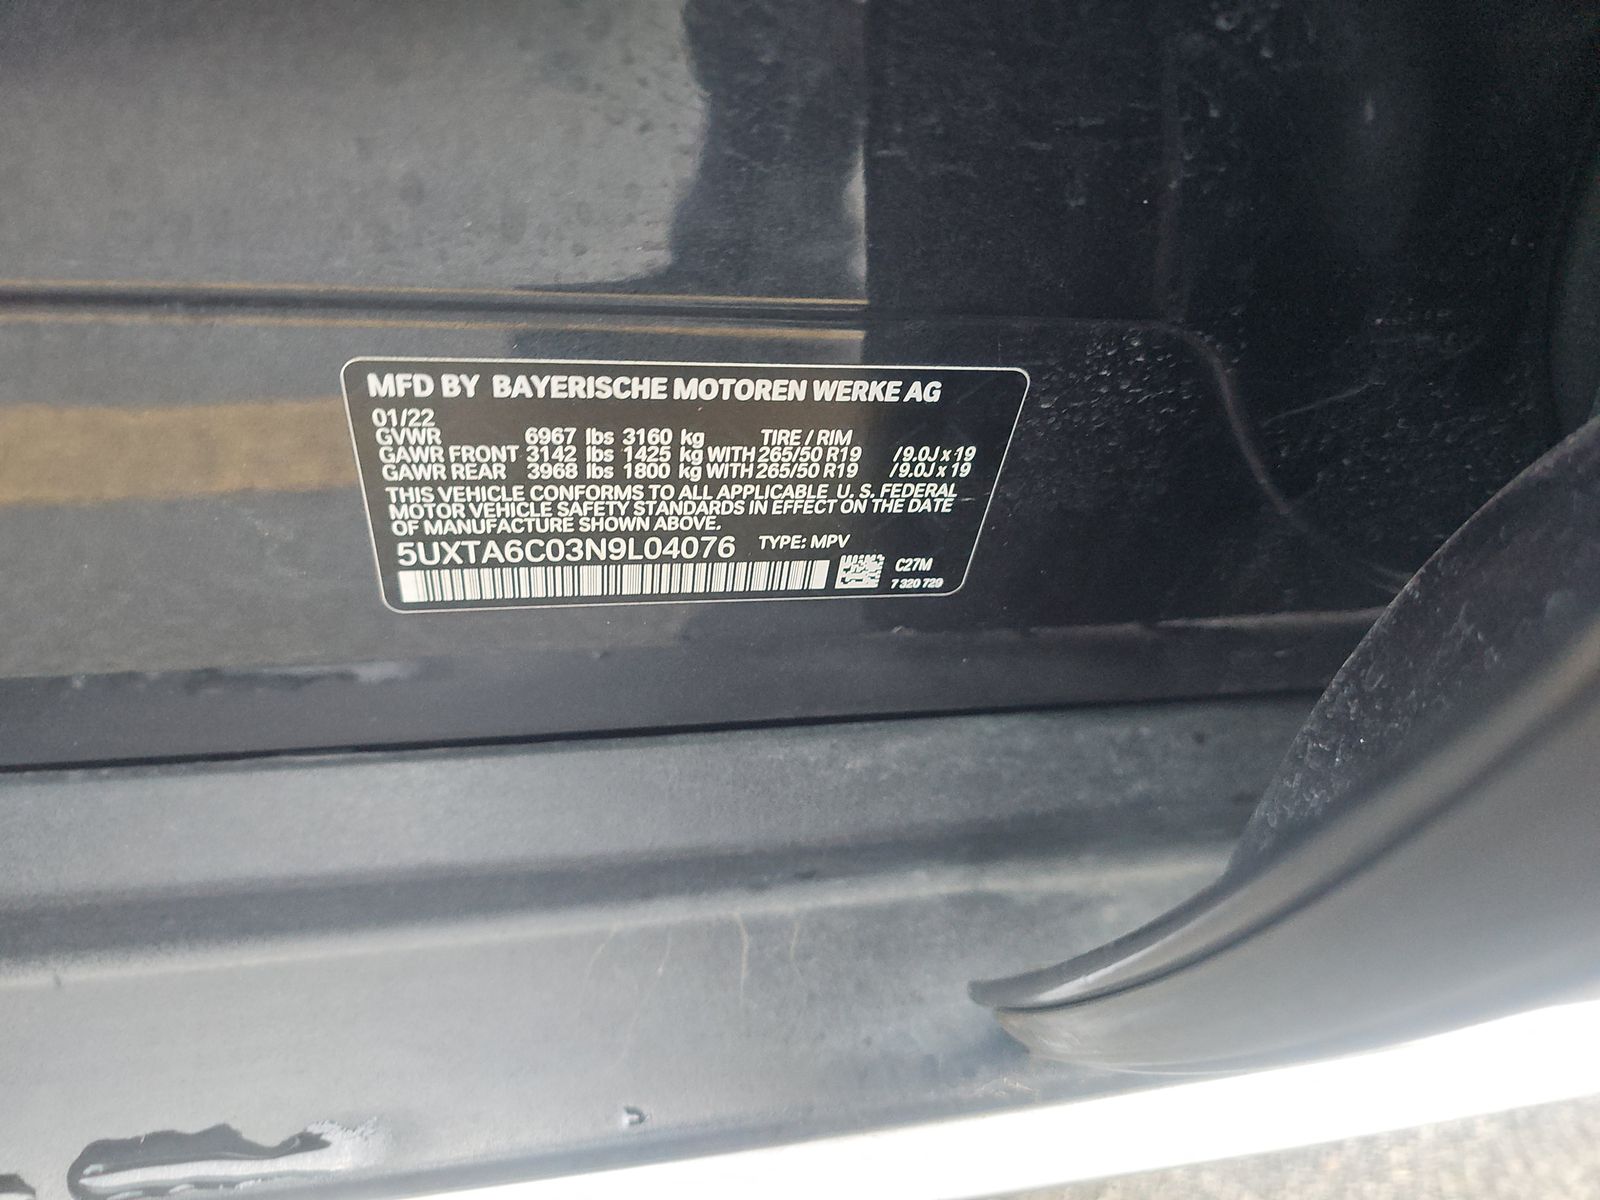 MFD BY BAYERISCHE MOTOREN WERKE AG
01/22
GVWR 6967 lbs 3160 kg TIRE / RIM
GAWR FRONT 3142 lbs 1425 kg WITH 265/50 R19 /9.0J x 19
GAWR REAR 3968 lbs 1800 kg WITH 265/50 R19 /9.0J x 19
THIS VEHICLE CONFORMS TO ALL APPLICABLE U. S. FEDERAL
MOTOR VEHICLE SAFETY STANDARDS IN EFFECT ON THE DATE
OF MANUFACTURE SHOWN ABOVE.
5UXTA6C03N9L04076 TYPE: MPV
C27M
7 320 729